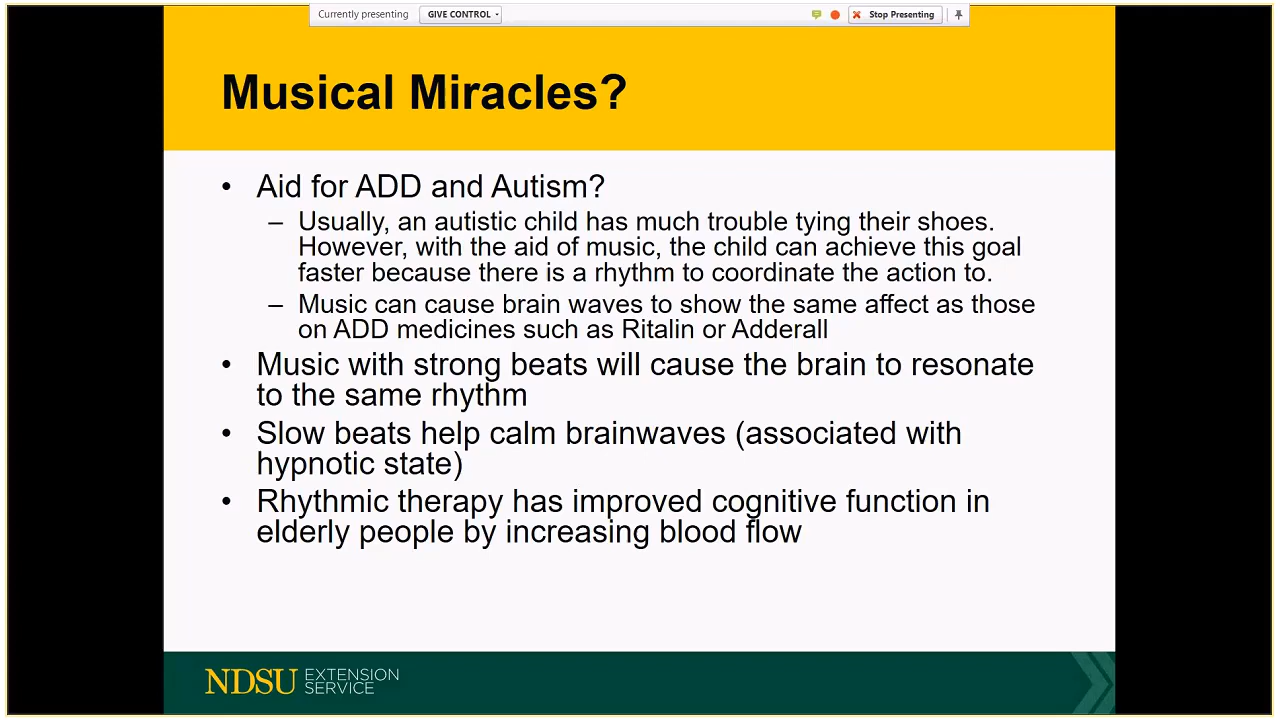 Currently presenting GIVE CONTROL Stop Presenting
Musical Miracles?
• Aid for ADD and Autism?
– Usually, an autistic child has much trouble tying their shoes.
However, with the aid of music, the child can achieve this goal
faster because there is a rhythm to coordinate the action to.
– Music can cause brain waves to show the same affect as those
on ADD medicines such as Ritalin or Adderall
• Music with strong beats will cause the brain to resonate
to the same rhythm
• Slow beats help calm brainwaves (associated with
hypnotic state)
• Rhythmic therapy has improved cognitive function in
elderly people by increasing blood flow
NDSU EXTENSION
SERVICE